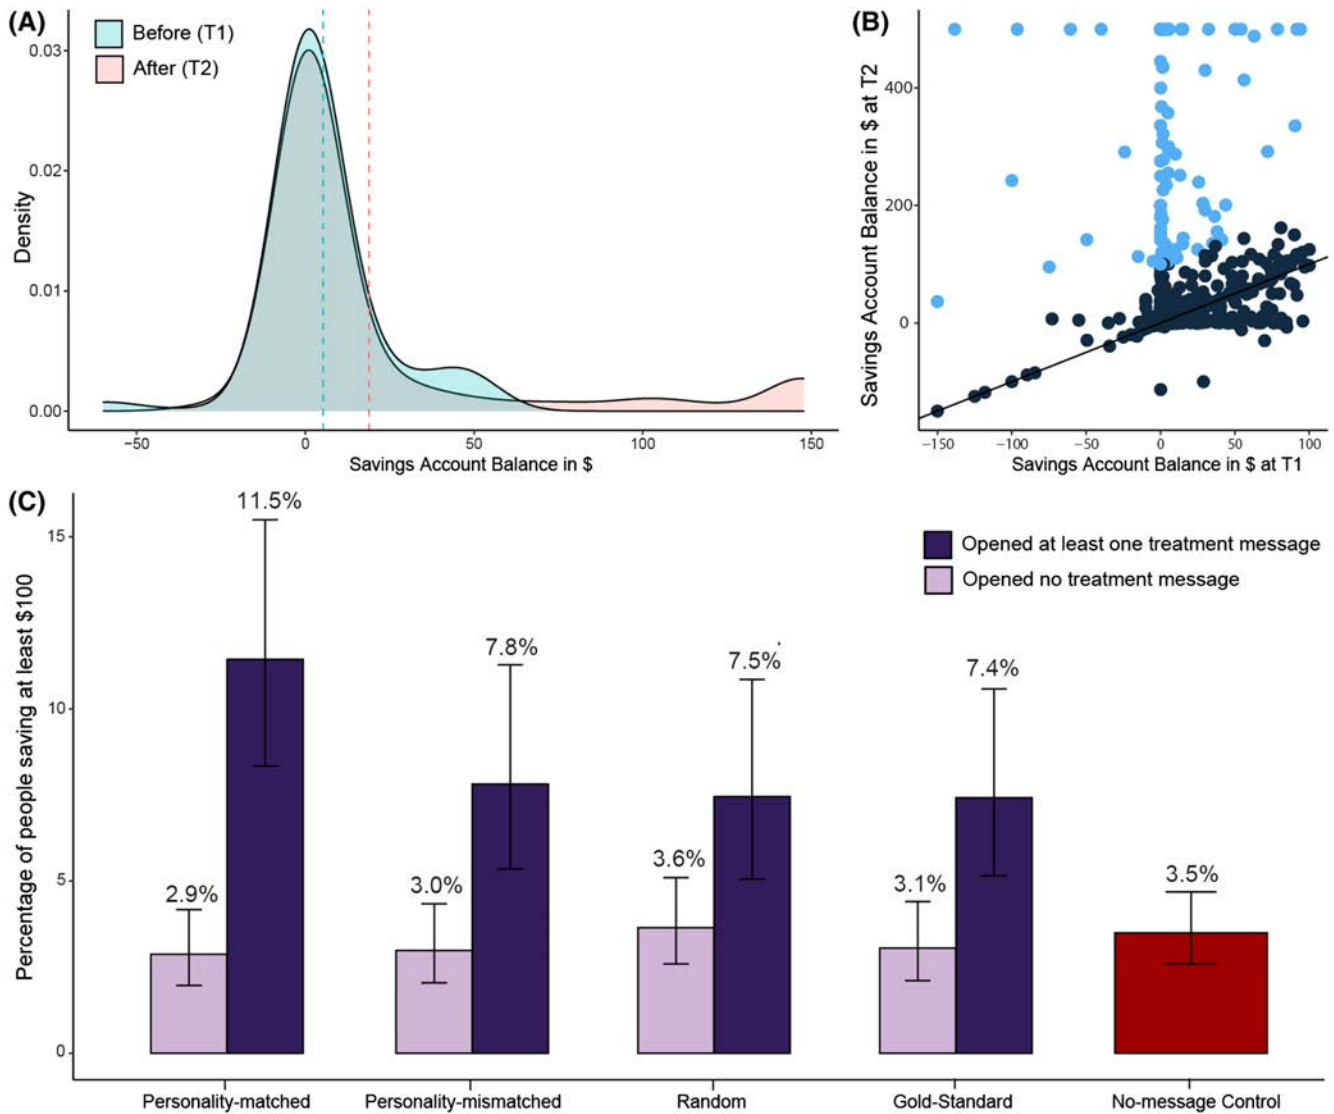 (A)
Before (T1)
After (T2)
Density
0.03
0.02
0.01
0.00
−50
0
50
100
150
Savings Account Balance in $
(B)
Savings Account Balance in $ at T2
400
200
0
−150
−100
−50
0
50
100
Savings Account Balance in $ at T1
(C)
Percentage of people saving at least $100
15
10
5
0
Opened at least one treatment message
Opened no treatment message
2.9%
11.5%
3.0%
7.8%
3.6%
7.5%
3.1%
7.4%
3.5%
Personality-matched
Personality-mismatched
Random
Gold-Standard
No-message Control